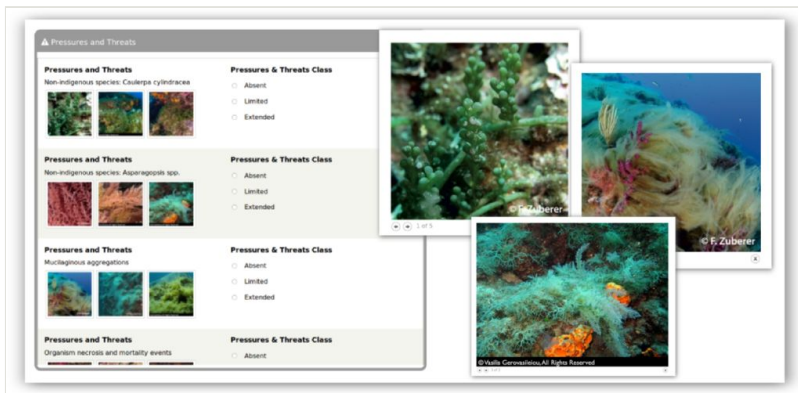 Pressures and Threats
Pressures and Threats
Pressures & Threats Class
Non-indigenous species: Caulerpa cylindracea
Absent
Limited
Extended
Pressures and Threats
Pressures & Threats Class
Non-indigenous species: Asparagopsis spp.
Absent
Limited
Extended
Pressures and Threats
Pressures & Threats Class
Mucilaginous aggregations
Absent
Limited
Extended
Pressures and Threats
Pressures & Threats Class
Organism necrosis and mortality events
Absent
© F. Zuberer
1 of 5
© F. Zuberer
© Vasilis Gerovasileiou, All Rights Reserved